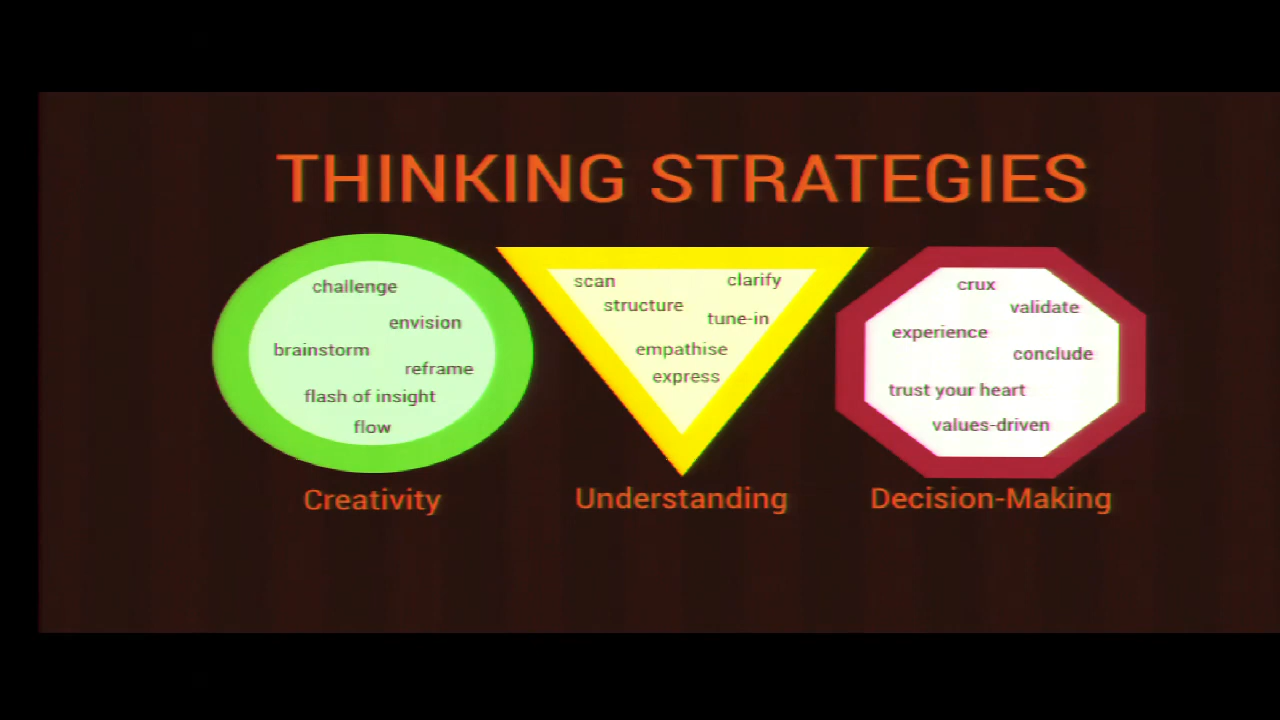 THINKING STRATEGIES
challenge
envision
brainstorm
reframe
flash of insight
flow
Creativity
scan
clarify
structure
tune-in
empathise
express
Understanding
crux
validate
experience
conclude
trust your heart
values-driven
Decision-Making